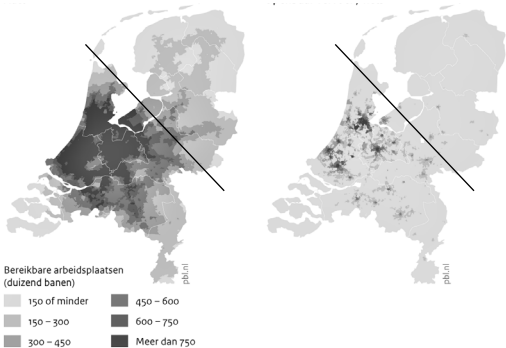 pbl.nl
pbl.nl
Bereikbare arbeidsplaatsen
(duizend banen)
150 of minder
150 – 300
300 – 450
450 – 600
600 – 750
Meer dan 750